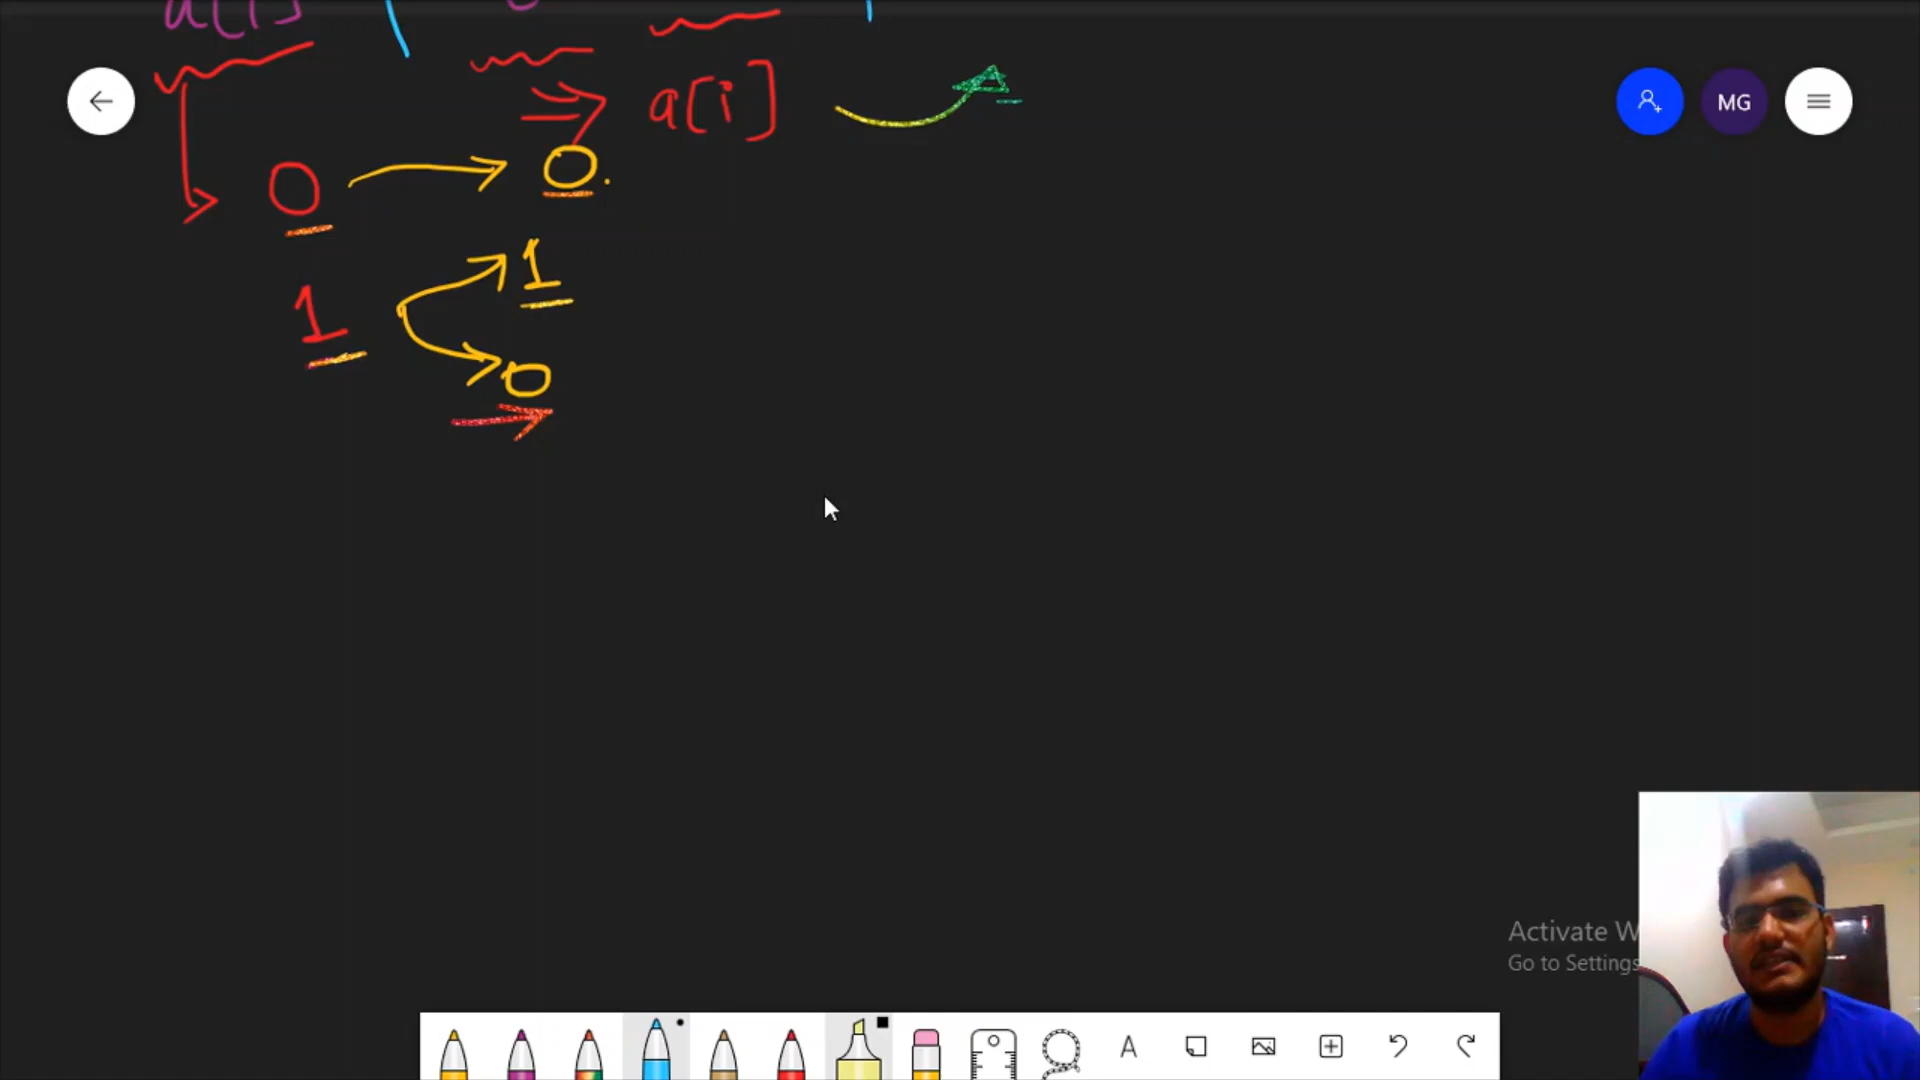 a[i]
a[i]
MG
0 0.
1 1
0
Activate W
Go to Settings
A